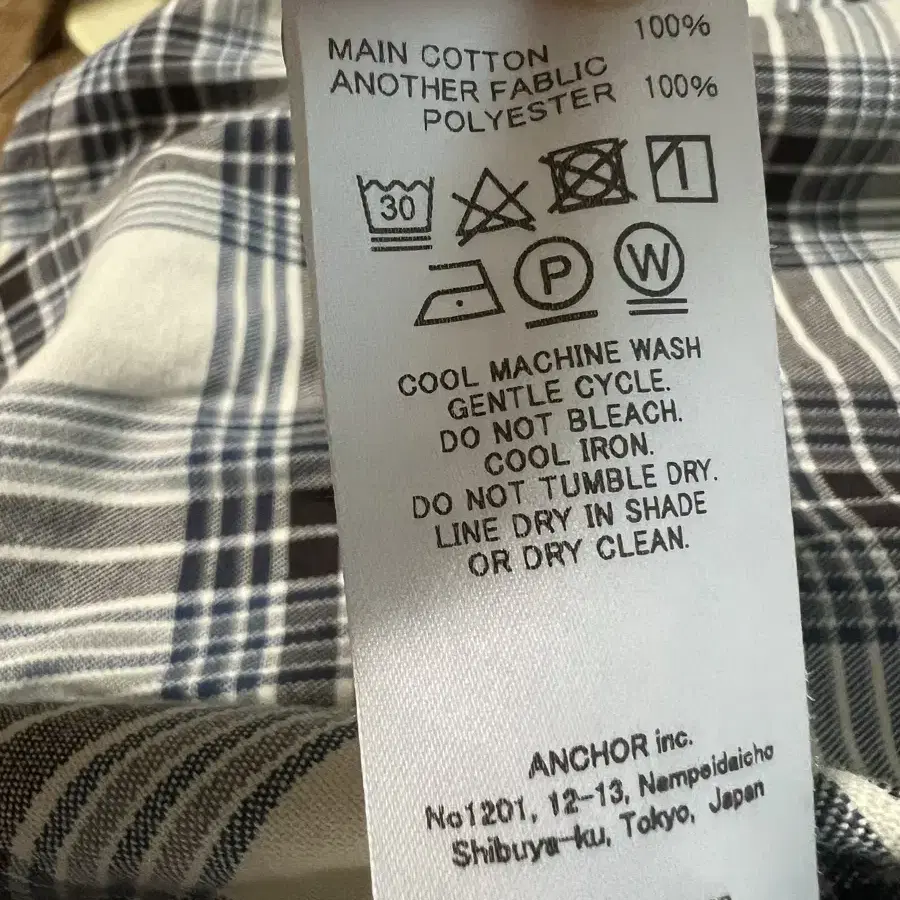 MAIN COTTON 100%
ANOTHER FABLIC
POLYESTER 100%
30
P W
COOL MACHINE WASH
GENTLE CYCLE.
DO NOT BLEACH.
COOL IRON.
DO NOT TUMBLE DRY.
LINE DRY IN SHADE
OR DRY CLEAN.
ANCHOR inc.
No1201, 12-13, Nampeidaicho
Shibuya-ku, Tokyo, Japan